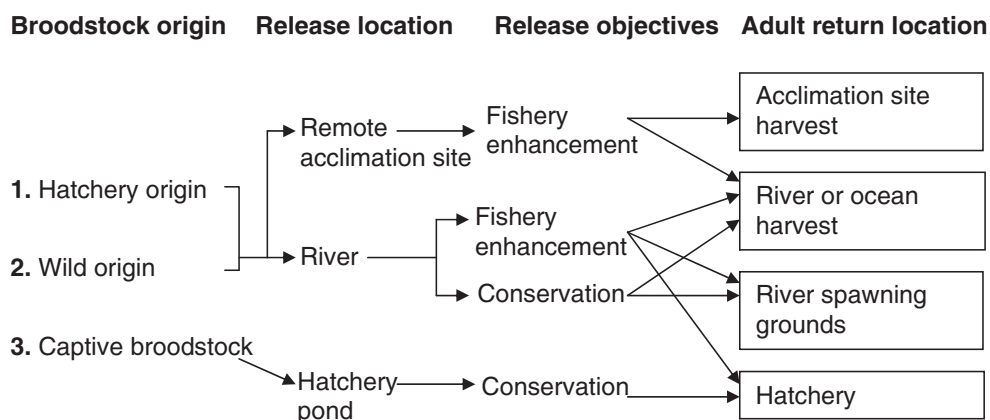 Broodstock origin Release location Release objectives Adult return location
Remote
acclimation site
Fishery
enhancement
Acclimation site
harvest
1. Hatchery origin
River or ocean
harvest
Fishery
enhancement
2. Wild origin
River
Conservation
River spawning
grounds
3. Captive broodstock
Hatchery
pond
Conservation
Hatchery